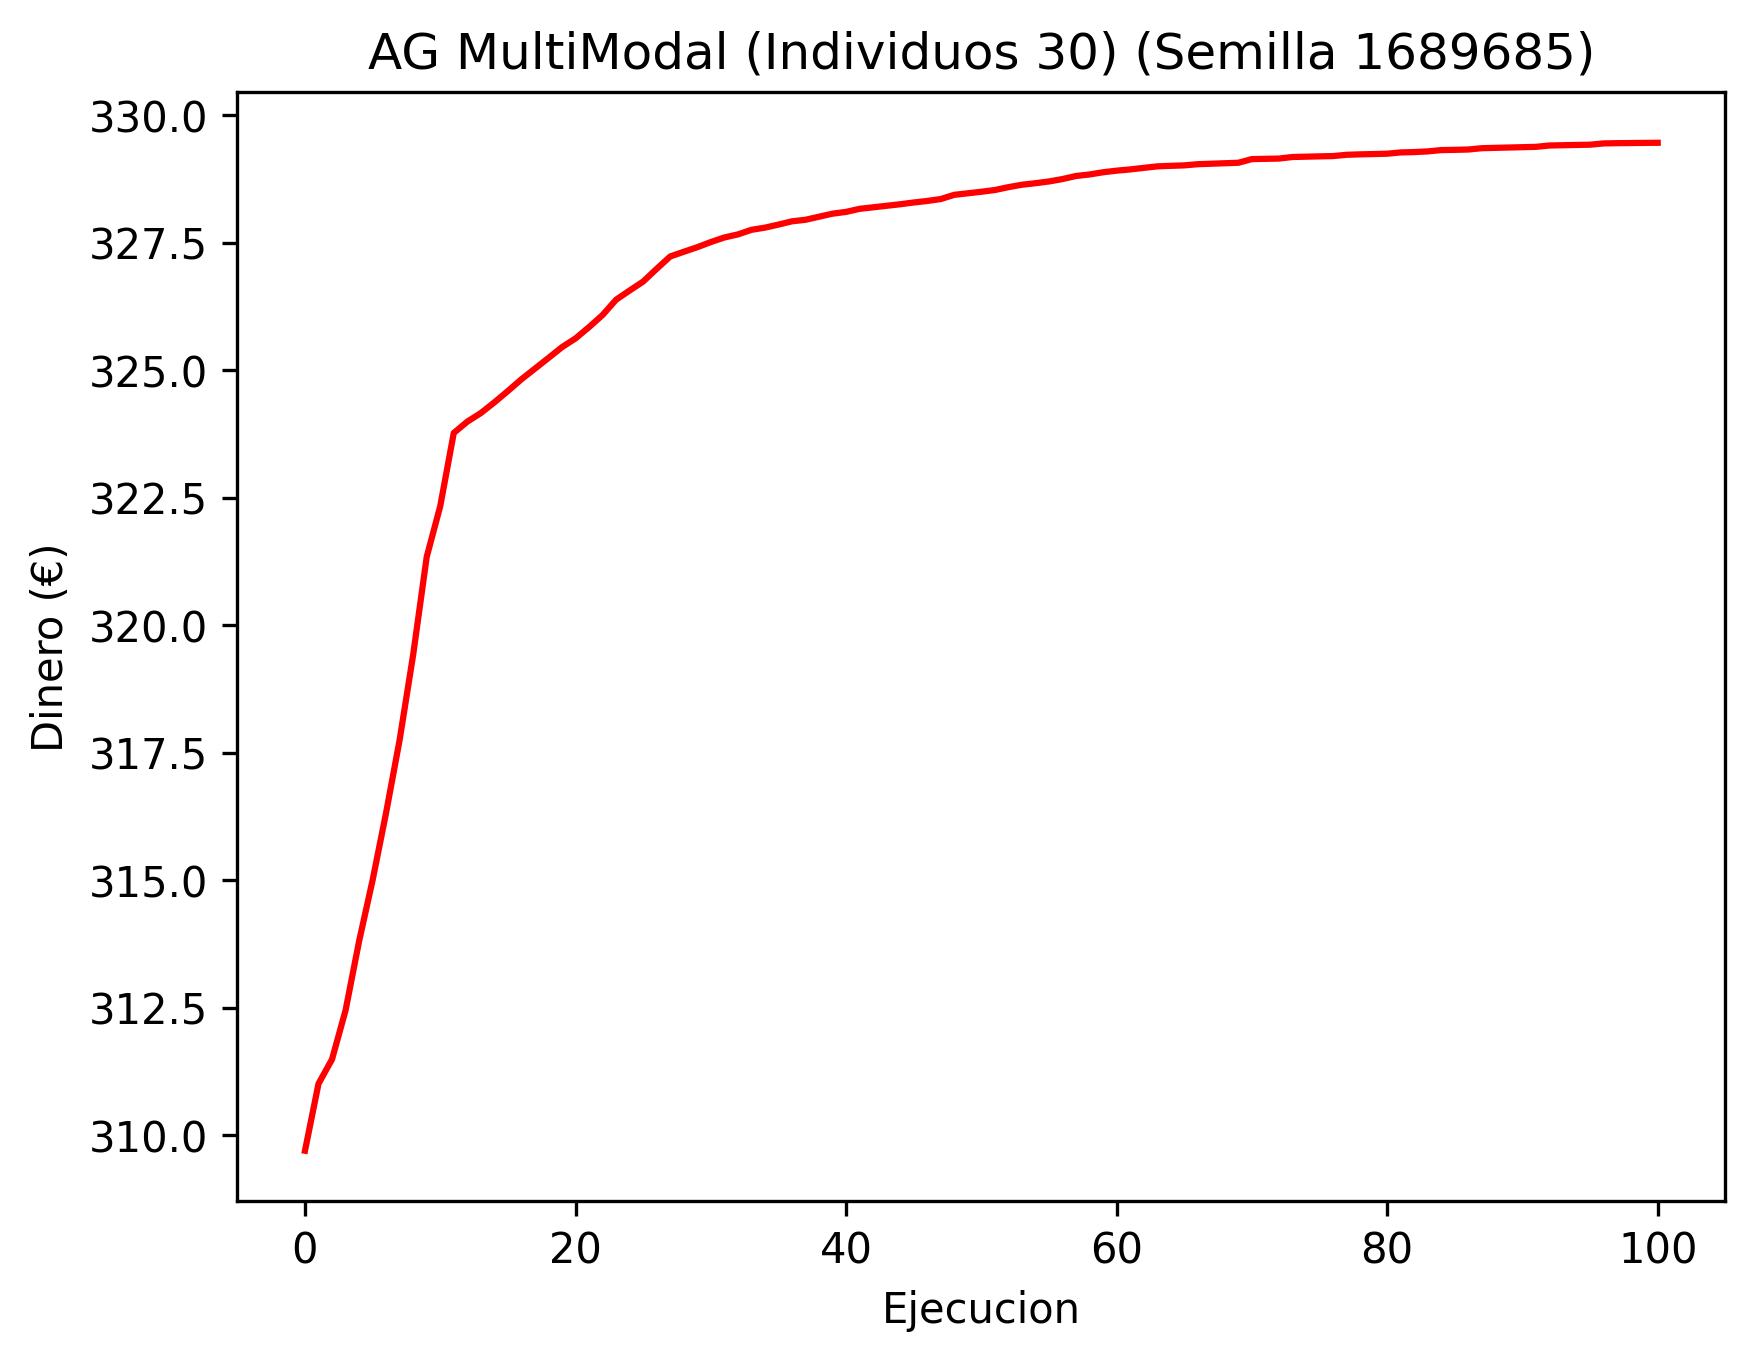 AG MultiModal (Individuos 30) (Semilla 1689685)
330.0
327.5
325.0
322.5
320.0
317.5
315.0
312.5
310.0
Dinero (€)
0 20 40 60 80 100
Ejecucion